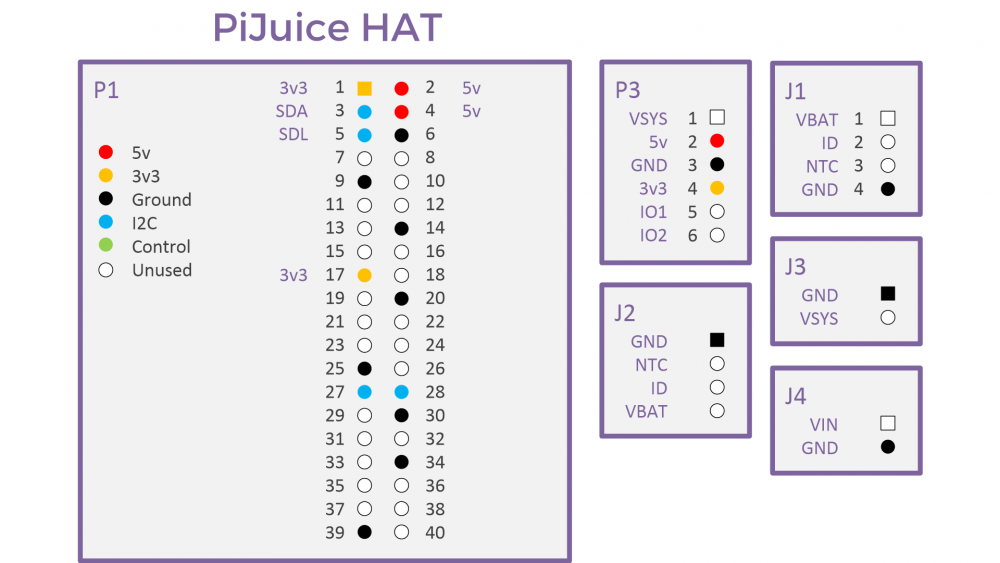 PiJuice HAT
P1
5v
3v3
Ground
I2C
Control
Unused
3v3 1 2 5v
SDA 3 4 5v
SDL 5 6
7 8
9 10
11 12
13 14
15 16
3v3 17 18
19 20
21 22
23 24
25 26
27 28
29 30
31 32
33 34
35 36
37 38
39 40
P3
VSYS 1
5v 2
GND 3
3v3 4
IO1 5
IO2 6
J2
GND
NTC
ID
VBAT
J1
VBAT 1
ID 2
NTC 3
GND 4
J3
GND
VSYS
J4
VIN
GND